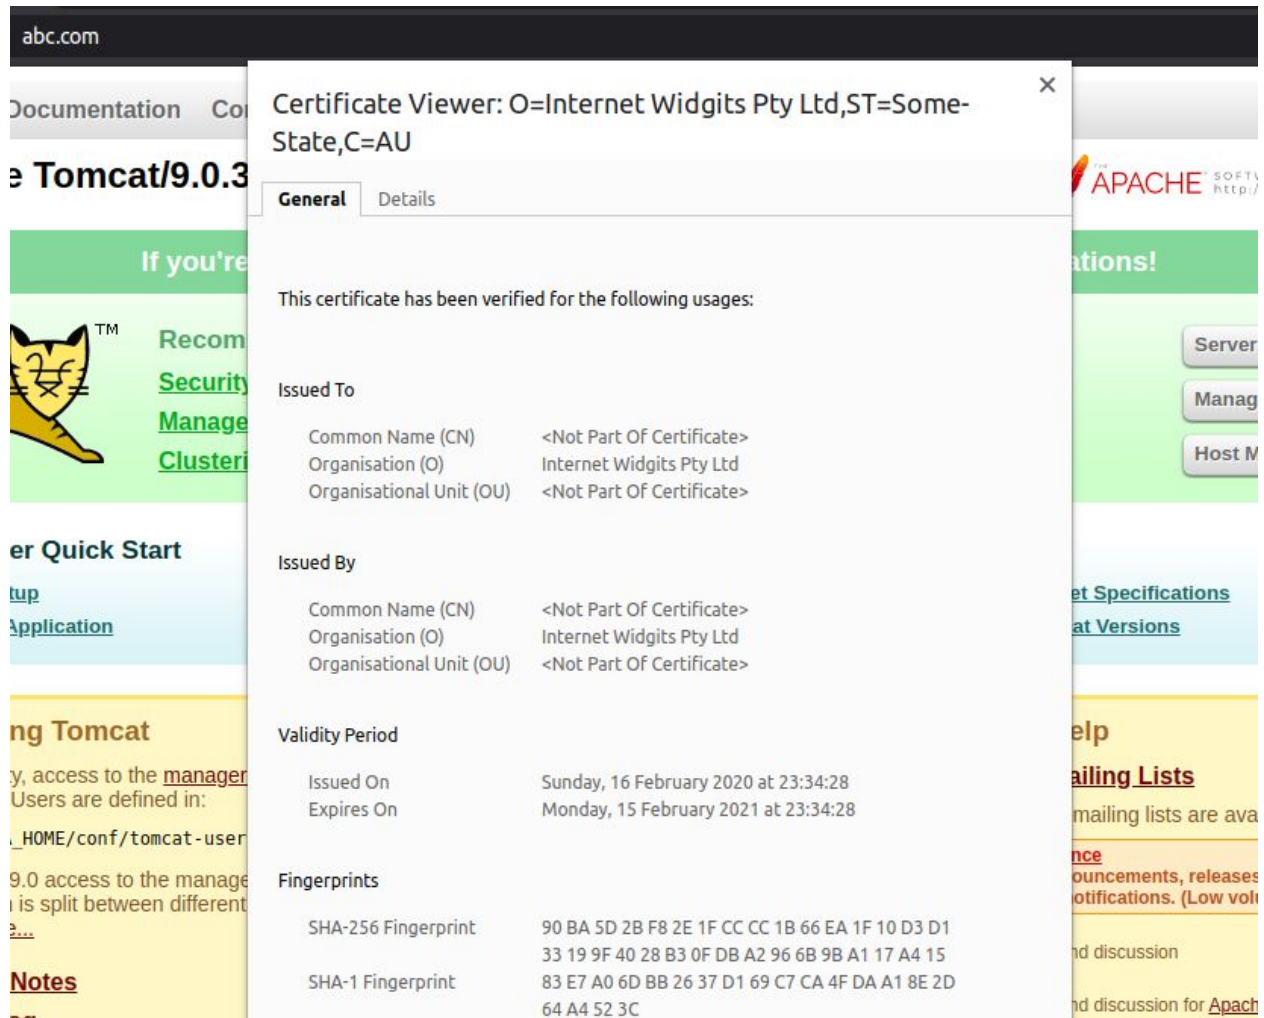 abc.com
Documentation Co
Certificate Viewer: O=Internet Widgits Pty Ltd,ST=Some-
State,C=AU
e Tomcat/9.0.3
THE
APACHE SOFTW
http:/
General Details
If you're
ations!
This certificate has been verified for the following usages:
TM
Recom
Security
Manage
Clusteri
Server
Manag
Host M
Issued To
Common Name (CN) <Not Part Of Certificate>
Organisation (O) Internet Widgits Pty Ltd
Organisational Unit (OU) <Not Part Of Certificate>
er Quick Start
tup
Application
et Specifications
at Versions
Issued By
Common Name (CN) <Not Part Of Certificate>
Organisation (O) Internet Widgits Pty Ltd
Organisational Unit (OU) <Not Part Of Certificate>
Validity Period
Issued On Sunday, 16 February 2020 at 23:34:28
Expires On Monday, 15 February 2021 at 23:34:28
ng Tomcat
y, access to the manager
Users are defined in:
_HOME/conf/tomcat-user
9.0 access to the manage
is split between different
e...
Notes
elp
ailing Lists
mailing lists are ava
nce
ouncements, releases
otifications. (Low volu
nd discussion
nd discussion for Apach
Fingerprints
SHA-256 Fingerprint 90 BA 5D 2B F8 2E 1F CC CC 1B 66 EA 1F 10 D3 D1
33 19 9F 40 28 B3 0F DB A2 96 6B 9B A1 17 A4 15
SHA-1 Fingerprint 83 E7 A0 6D BB 26 37 D1 69 C7 CA 4F DA A1 8E 2D
64 A4 52 3C